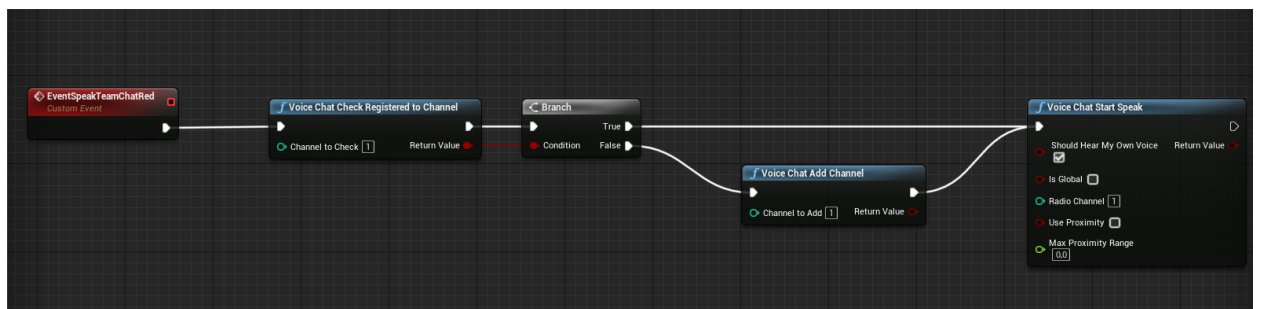 EventSpeakTeamChatRed
Custom Event
f Voice Chat Check Registered to Channel
Channel to Check 1
Return Value
Branch
True
Condition
False
f Voice Chat Add Channel
Channel to Add 1
Return Value
f Voice Chat Start Speak
Should Hear My Own Voice
Return Value
Is Global
Radio Channel 1
Use Proximity
Max Proximity Range
0,0